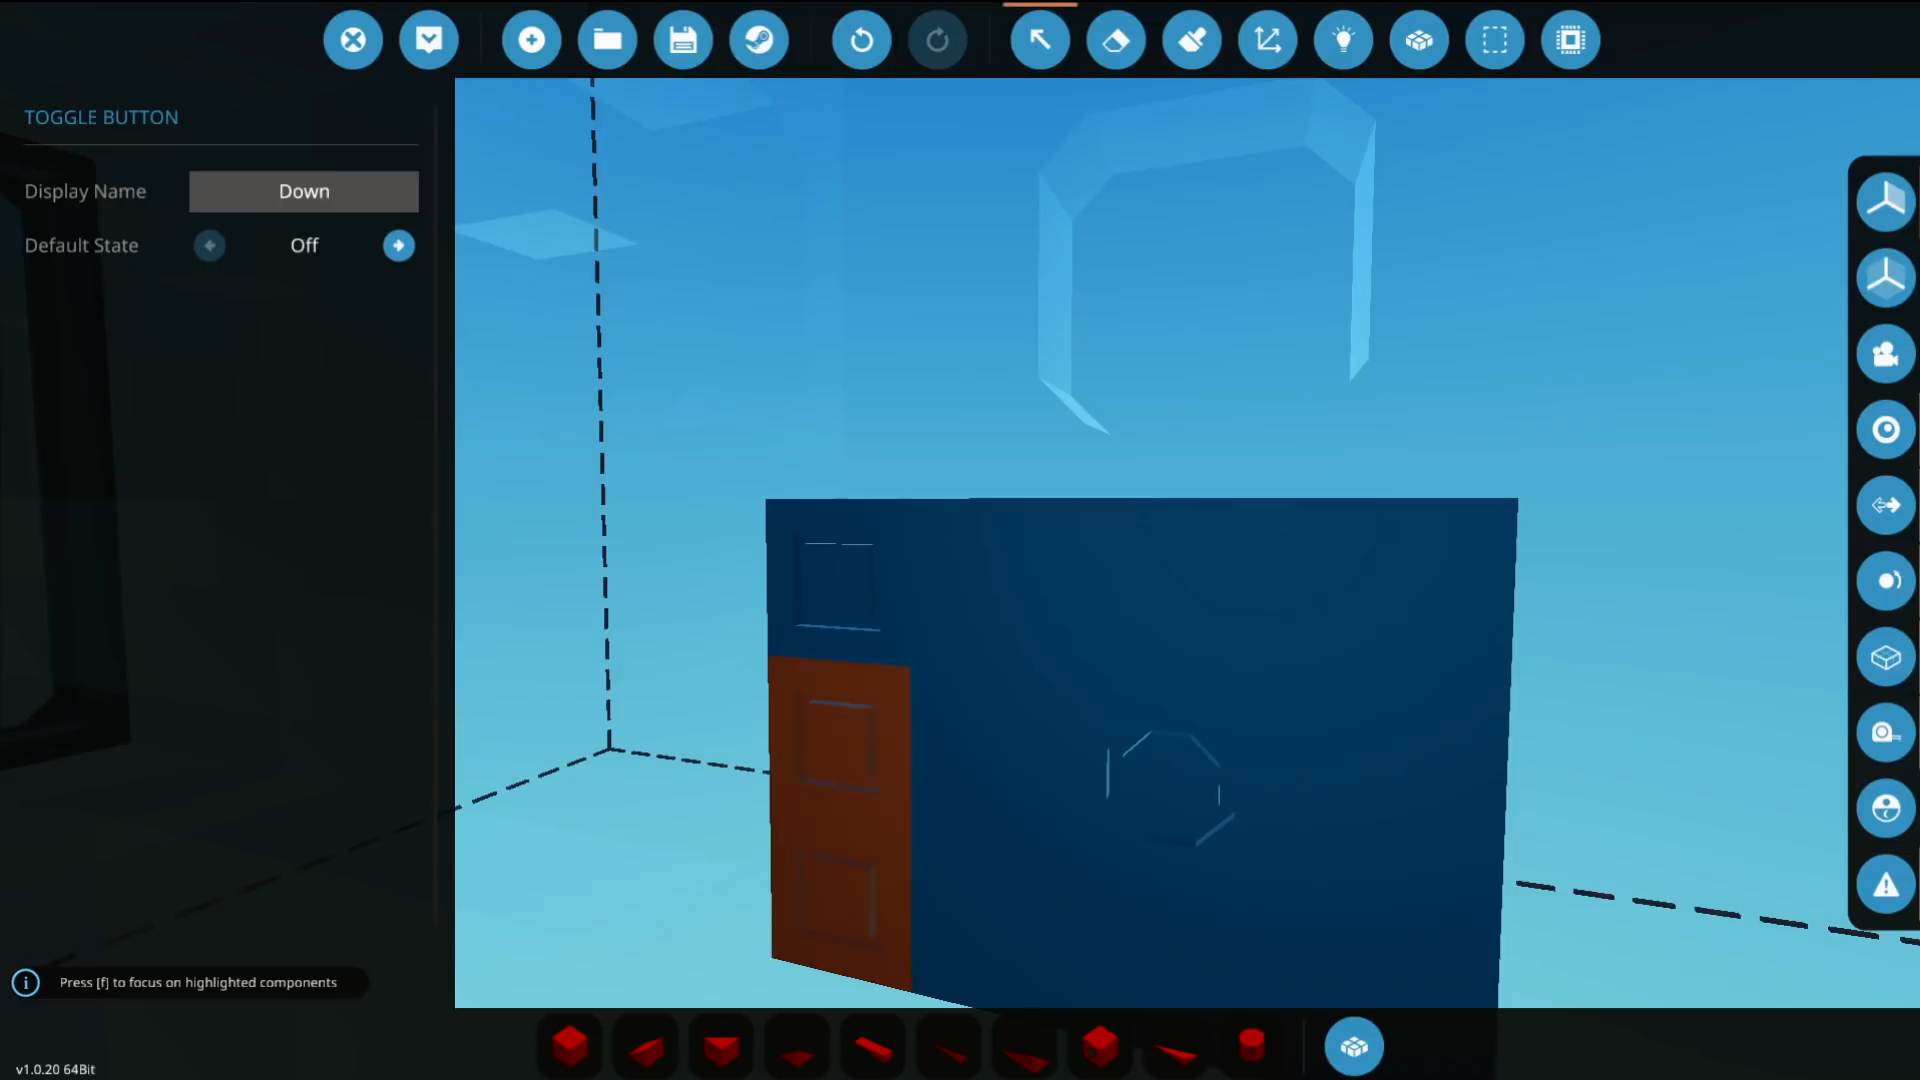 TOGGLE BUTTON
Display Name
Down
Default State
Off
Press [f] to focus on highlighted components
v1.0.20 64Bit